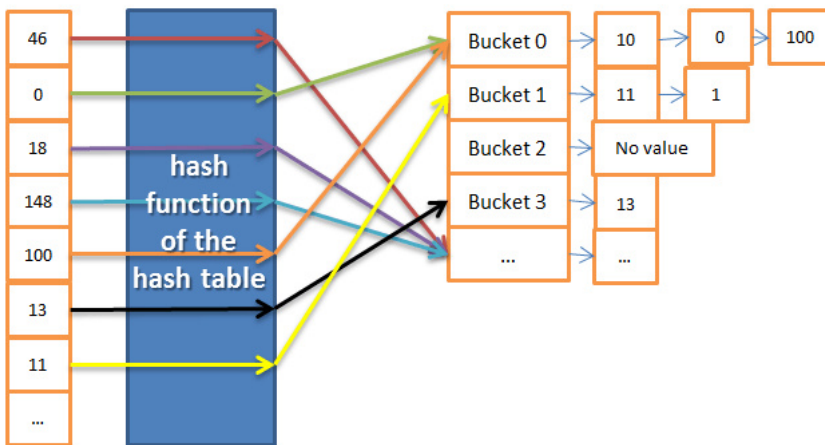 46
0
18
148
100
13
11
...
hash
function
of the
hash table
Bucket 0
10
0
100
Bucket 1
11
1
Bucket 2
No value
Bucket 3
13
...
...